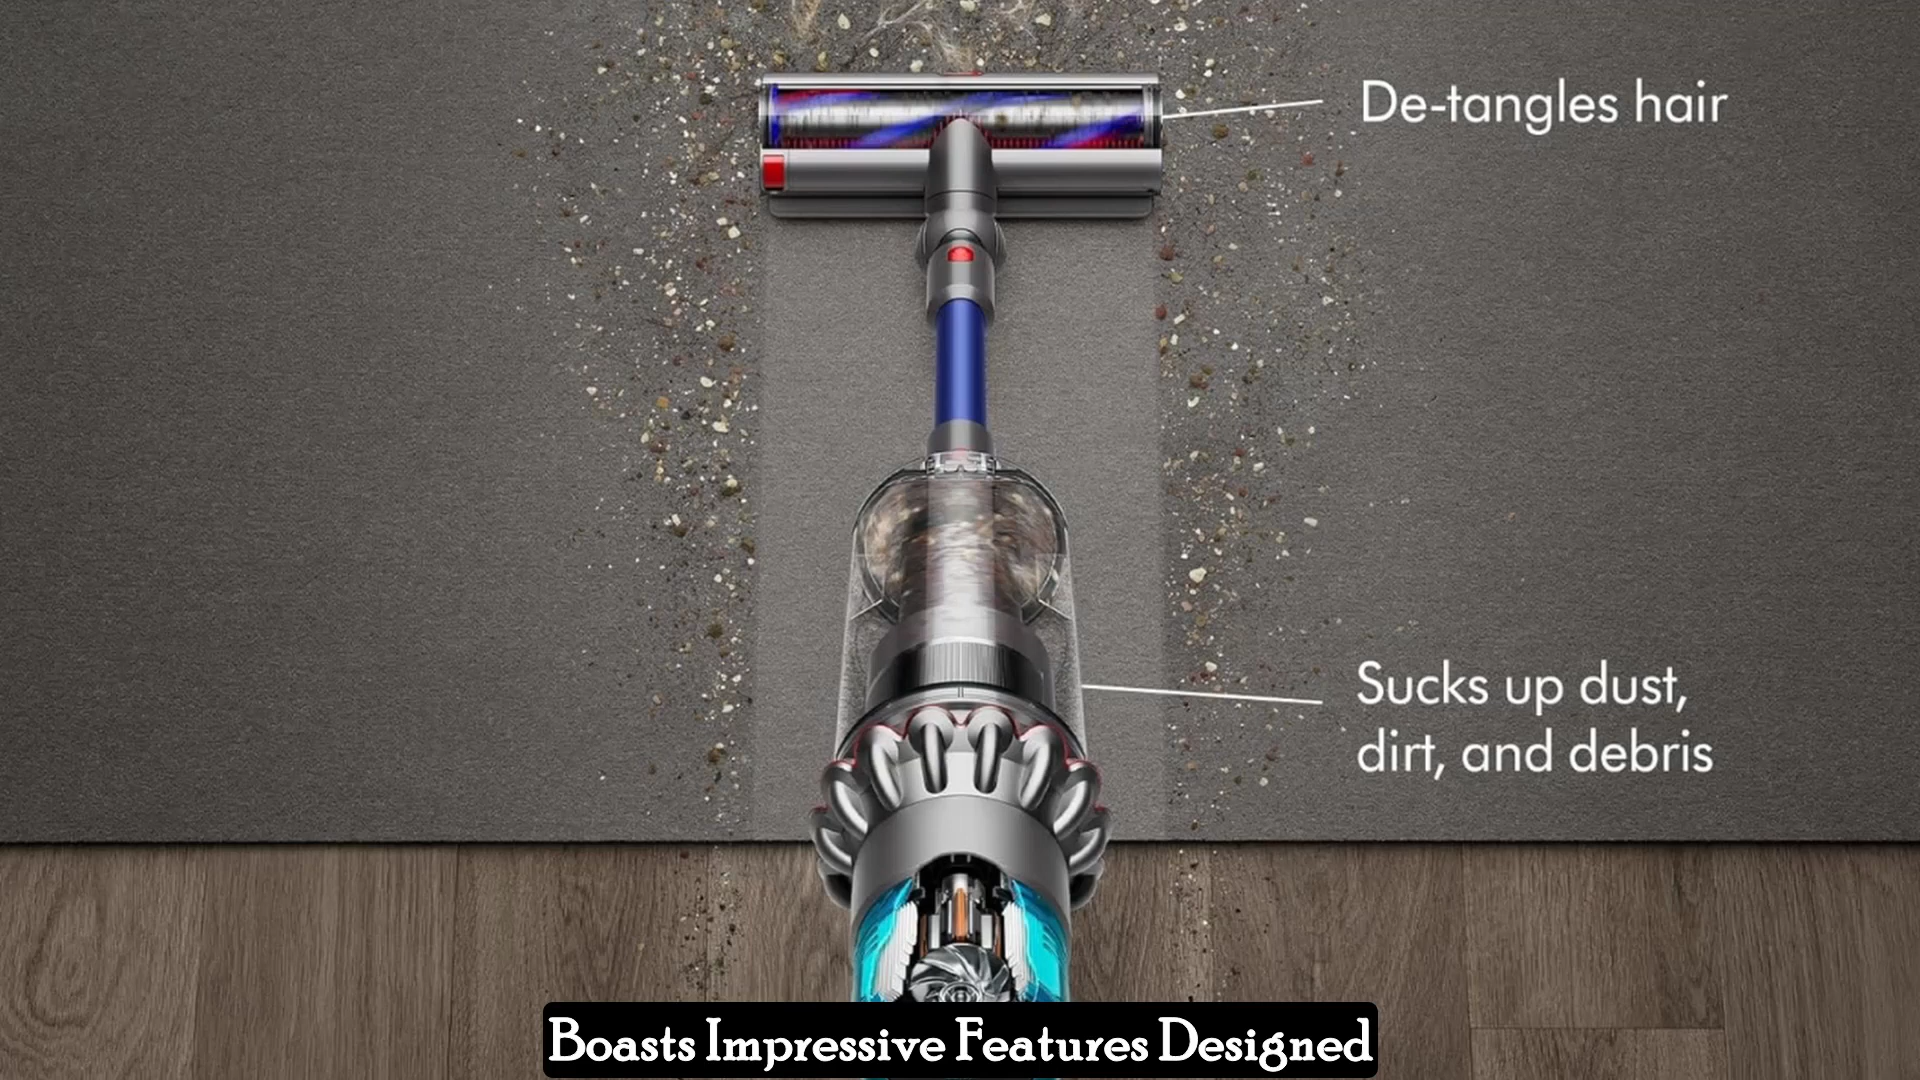 De-tangles hair
Sucks up dust,
dirt, and debris
Boasts Impressive Features Designed